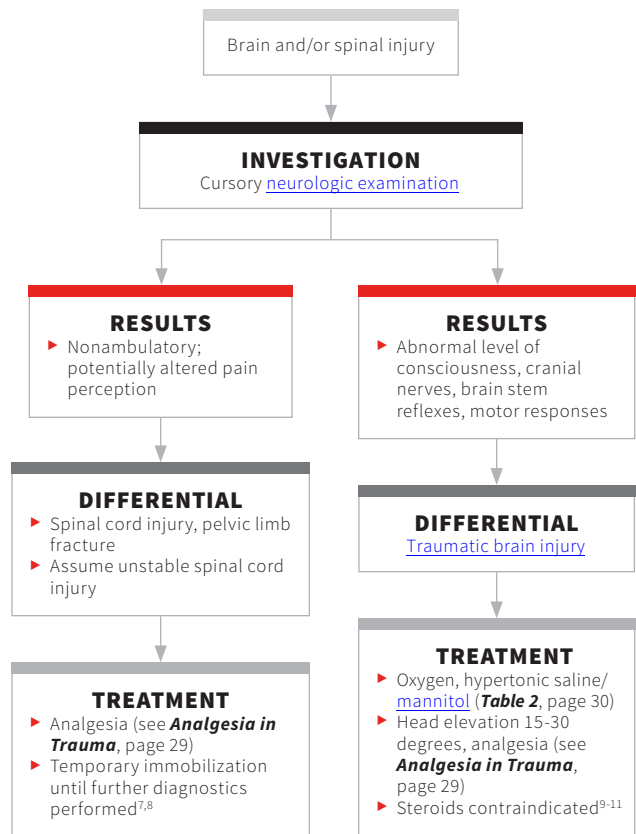 Brain and/or spinal injury
INVESTIGATION
Cursory neurologic examination
RESULTS
► Nonambulatory;
potentially altered pain
perception
DIFFERENTIAL
► Spinal cord injury, pelvic limb
fracture
► Assume unstable spinal cord
injury
TREATMENT
► Analgesia (see Analgesia in
Trauma, page 29)
► Temporary immobilization
until further diagnostics
performed7,8
RESULTS
► Abnormal level of
consciousness, cranial
nerves, brain stem
reflexes, motor responses
DIFFERENTIAL
Traumatic brain injury
TREATMENT
► Oxygen, hypertonic saline/
mannitol (Table 2, page 30)
► Head elevation 15-30
degrees, analgesia (see
Analgesia in Trauma,
page 29)
► Steroids contraindicated9-11